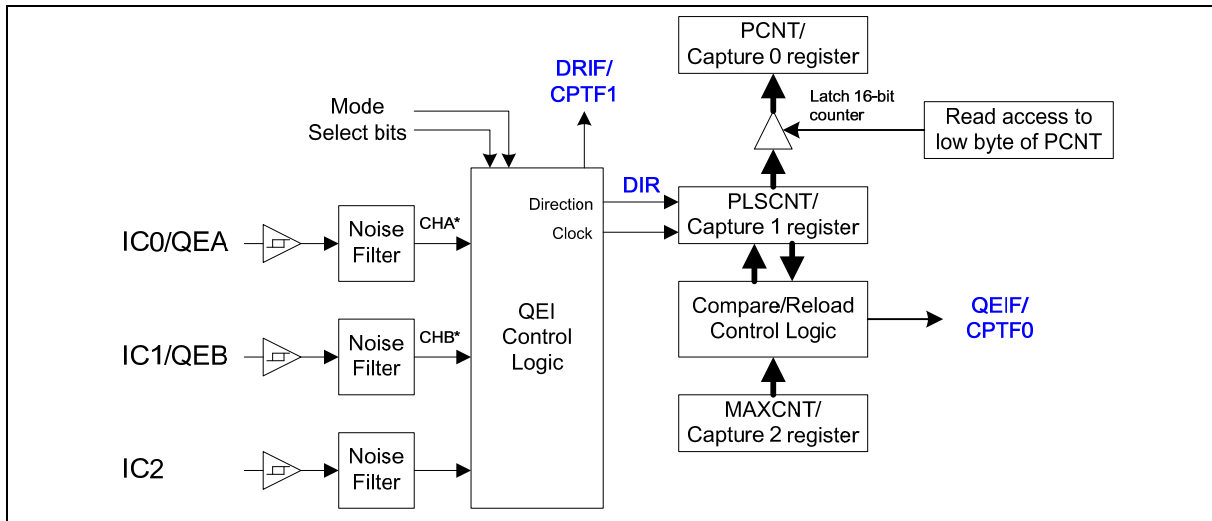 PCNT/
Capture 0 register
DRIF/
CPTF1
Latch 16-bit
counter
Read access to
low byte of PCNT
Mode
Select bits
DIR
Direction
Clock
PLSCNT/
Capture 1 register
IC0/QEA
Noise
Filter
CHA*
QEI
Control
Logic
Compare/Reload
Control Logic
QEIF/
CPTF0
IC1/QEB
Noise
Filter
CHB*
MAXCNT/
Capture 2 register
IC2
Noise
Filter